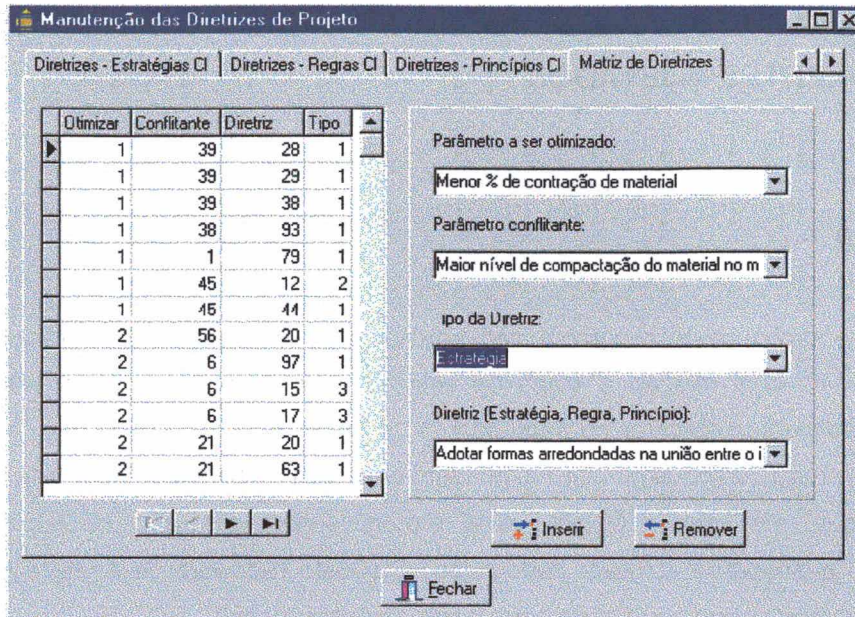 Manutenção das Diretrizes de Projeto
Diretrizes - Estratégias CI Diretrizes - Regras CI Diretrizes - Princípios CI Matriz de Diretrizes
Otimizar Conflitante Diretriz Tipo
1 39 28 1
1 39 29 1
1 39 38 1
1 38 93 1
1 1 79 1
1 45 12 2
1 45 44 1
2 56 20 1
2 6 97 1
2 6 15 3
2 6 17 3
2 21 20 1
2 21 63 1
Parâmetro a ser otimizado:
Menor % de contração de material
Parâmetro conflitante:
Maior nível de compactação do material no m
ipo da Diretriz:
Estratégia
Diretriz (Estratégia, Regra, Princípio):
Adotar formas arredondadas na união entre o i
Inserir Remover
Fechar